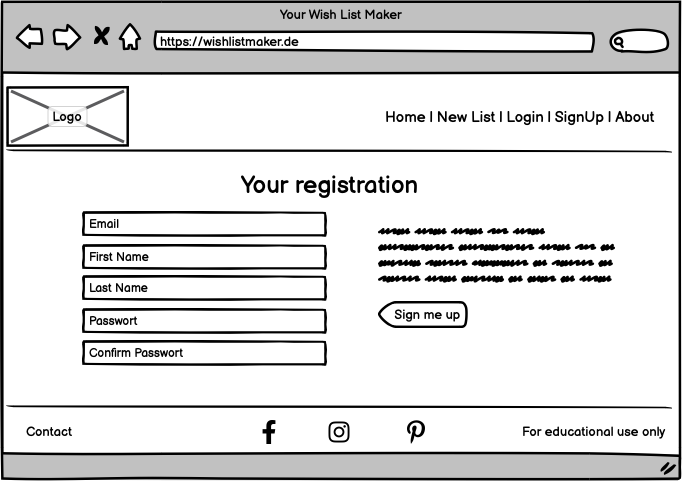 Your Wish List Maker
https://wishlistmaker.de
Logo
Home | New List | Login | SignUp | About
Your registration
Email
First Name
Last Name
Passwort
Confirm Passwort
Sign me up
Contact
For educational use only